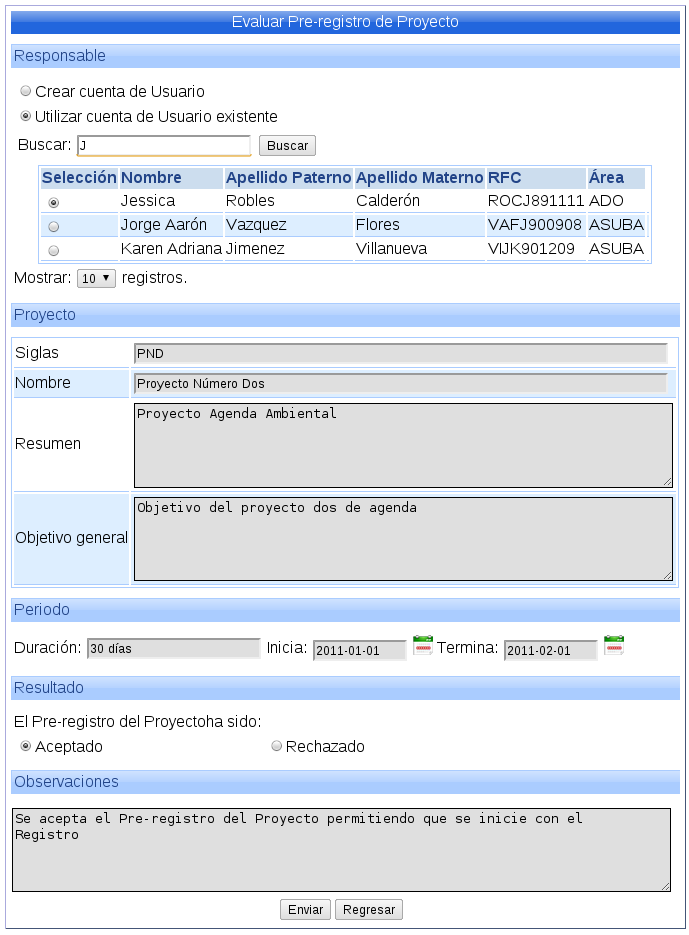 Evaluar Pre-registro de Proyecto
Responsable
Crear cuenta de Usuario
Utilizar cuenta de Usuario existente
Buscar: J Buscar
Selección Nombre Apellido Paterno Apellido Materno RFC Área
Jessica Robles Calderón ROCJ891111 ADO
Jorge Aarón Vazquez Flores VAFJ900908 ASUBA
Karen Adriana Jimenez Villanueva VIJK901209 ASUBA
Mostrar: 10 registros.
Proyecto
Siglas PND
Nombre Proyecto Número Dos
Resumen Proyecto Agenda Ambiental
Objetivo general Objetivo del proyecto dos de agenda
Periodo
Duración: 30 días Inicia: 2011-01-01 Termina: 2011-02-01
Resultado
El Pre-registro del Proyectoha sido:
Aceptado Rechazado
Observaciones
Se acepta el Pre-registro del Proyecto permitiendo que se inicie con el
Registro
Enviar Regresar